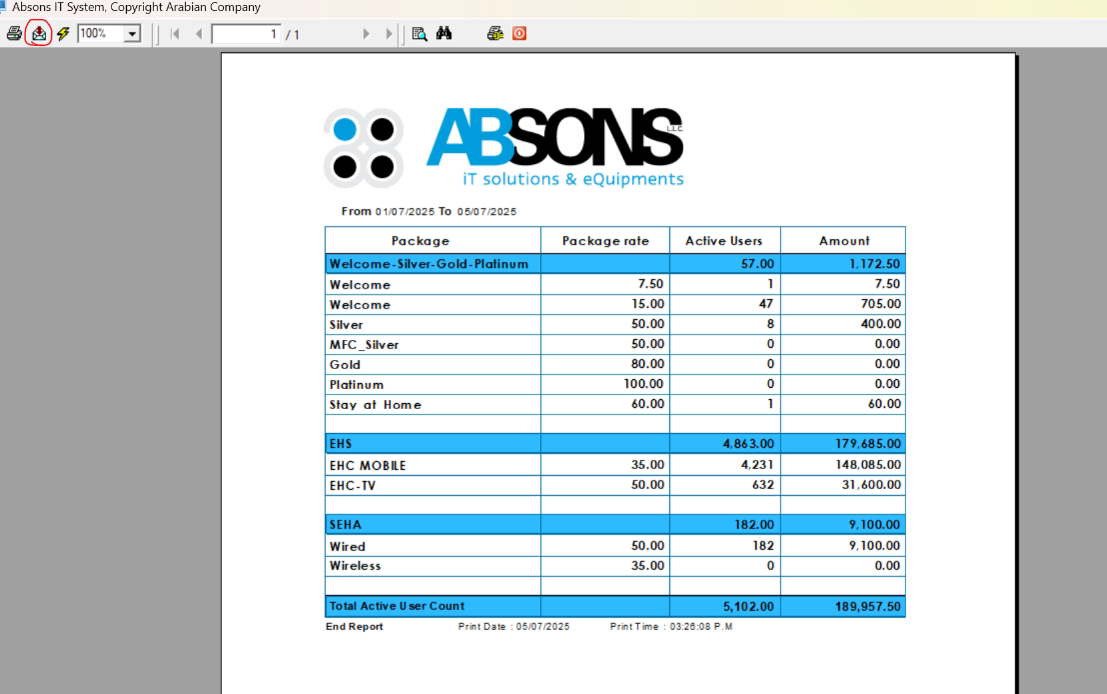 Absons IT System, Copyright Arabian Company
100% 1 / 1
ABSONS LLC
iT solutions & eQuipments
From 01/07/2025 To 05/07/2025
Package Package rate Active Users Amount
Welcome-Silver-Gold-Platinum 57.00 1,172.50
Welcome 7.50 1 7.50
Welcome 15.00 47 705.00
Silver 50.00 8 400.00
MFC_Silver 50.00 0 0.00
Gold 80.00 0 0.00
Platinum 100.00 0 0.00
Stay at Home 60.00 1 60.00
EHS 4,863.00 179,685.00
EHC MOBILE 35.00 4,231 148,085.00
EHC-TV 50.00 632 31,600.00
SEHA 182.00 9,100.00
Wired 50.00 182 9,100.00
Wireless 35.00 0 0.00
Total Active User Count 5,102.00 189,957.50
End Report Print Date : 05/07/2025 Print Time : 03:26:08 P.M